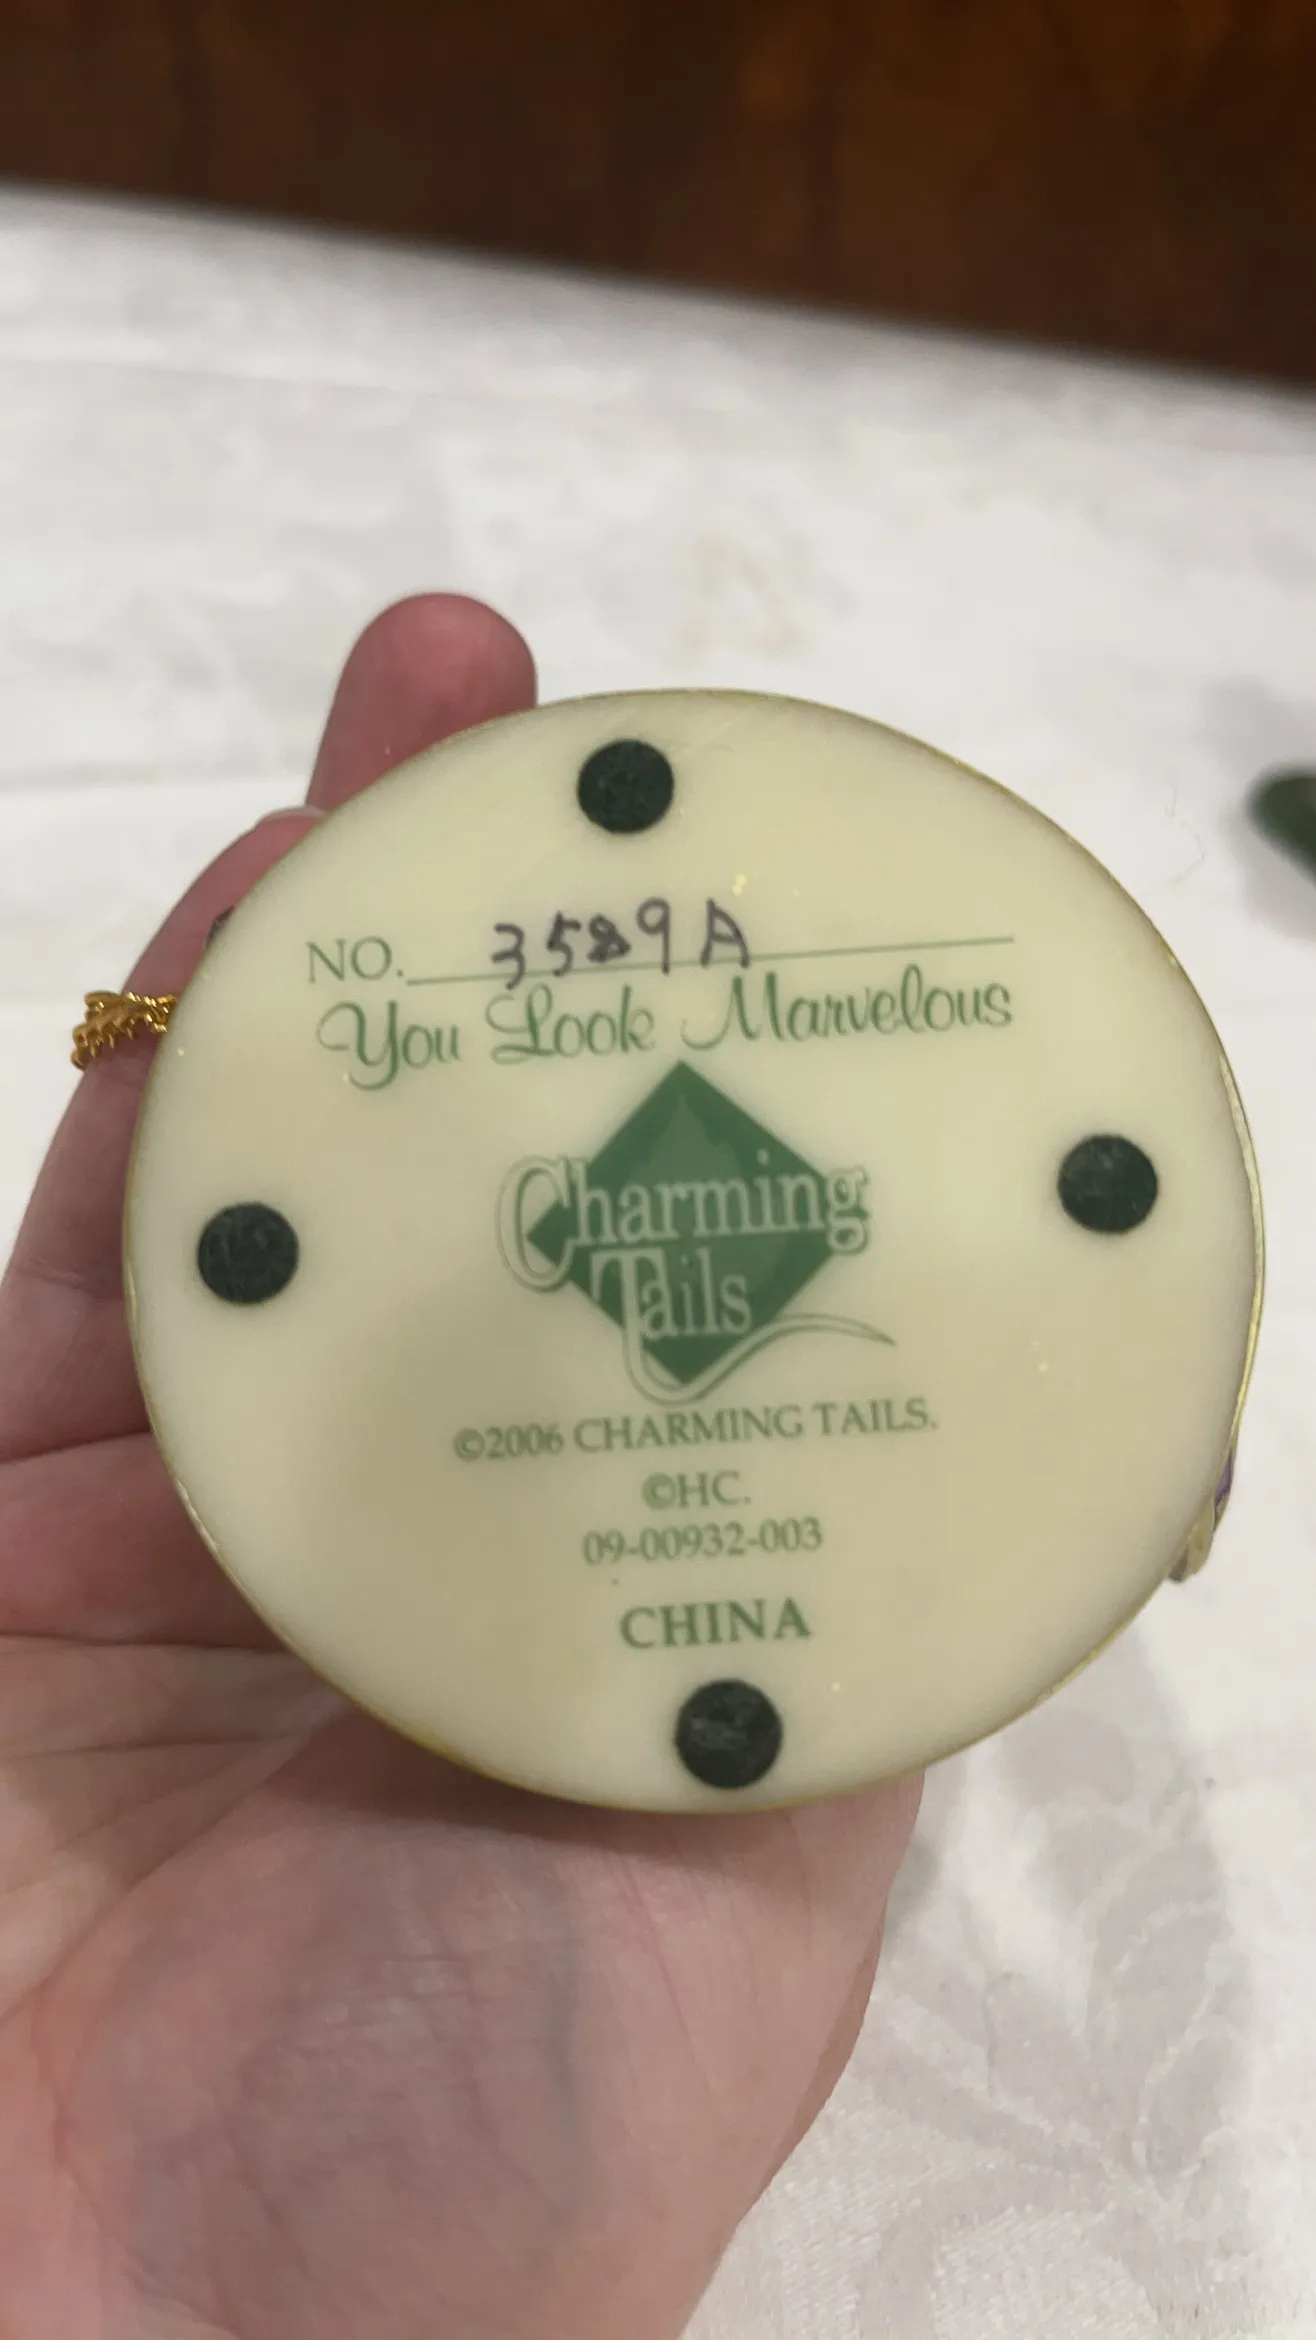 NO. 3589A
You Look Marvelous
Charming
Tails
©2006 CHARMING TAILS.
©HC.
09-00932-003
CHINA